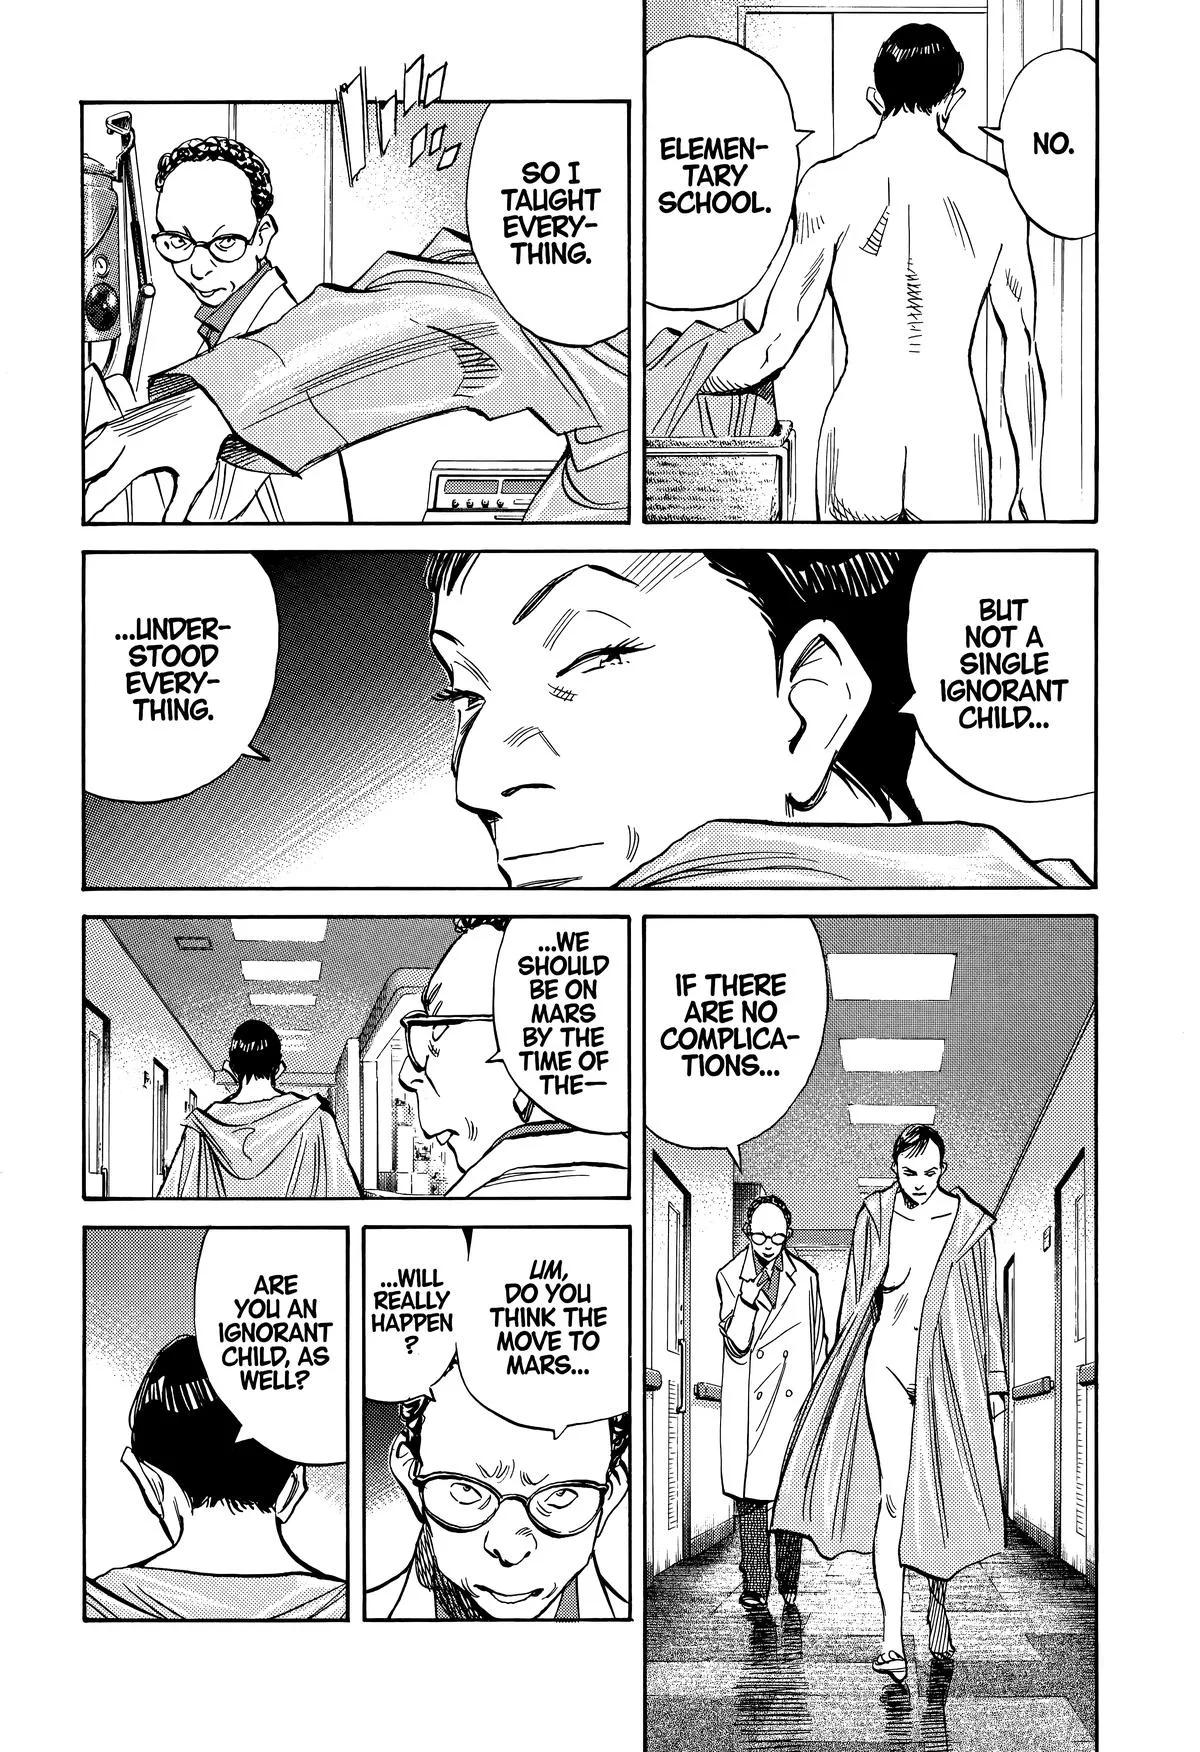 NO.
ELEMEN-
TARY
SCHOOL.
SO I
TAUGHT
EVERY-
THING.
BUT
NOT A
SINGLE
IGNORANT
CHILD...
...UNDER-
STOOD
EVERY-
THING.
IF THERE
ARE NO
COMPLICA-
TIONS...
...WE
SHOULD
BE ON
MARS
BY THE
TIME OF
THE—
UM,
DO YOU
THINK THE
MOVE TO
MARS...
...WILL
REALLY
HAPPEN
?
ARE
YOU AN
IGNORANT
CHILD, AS
WELL?